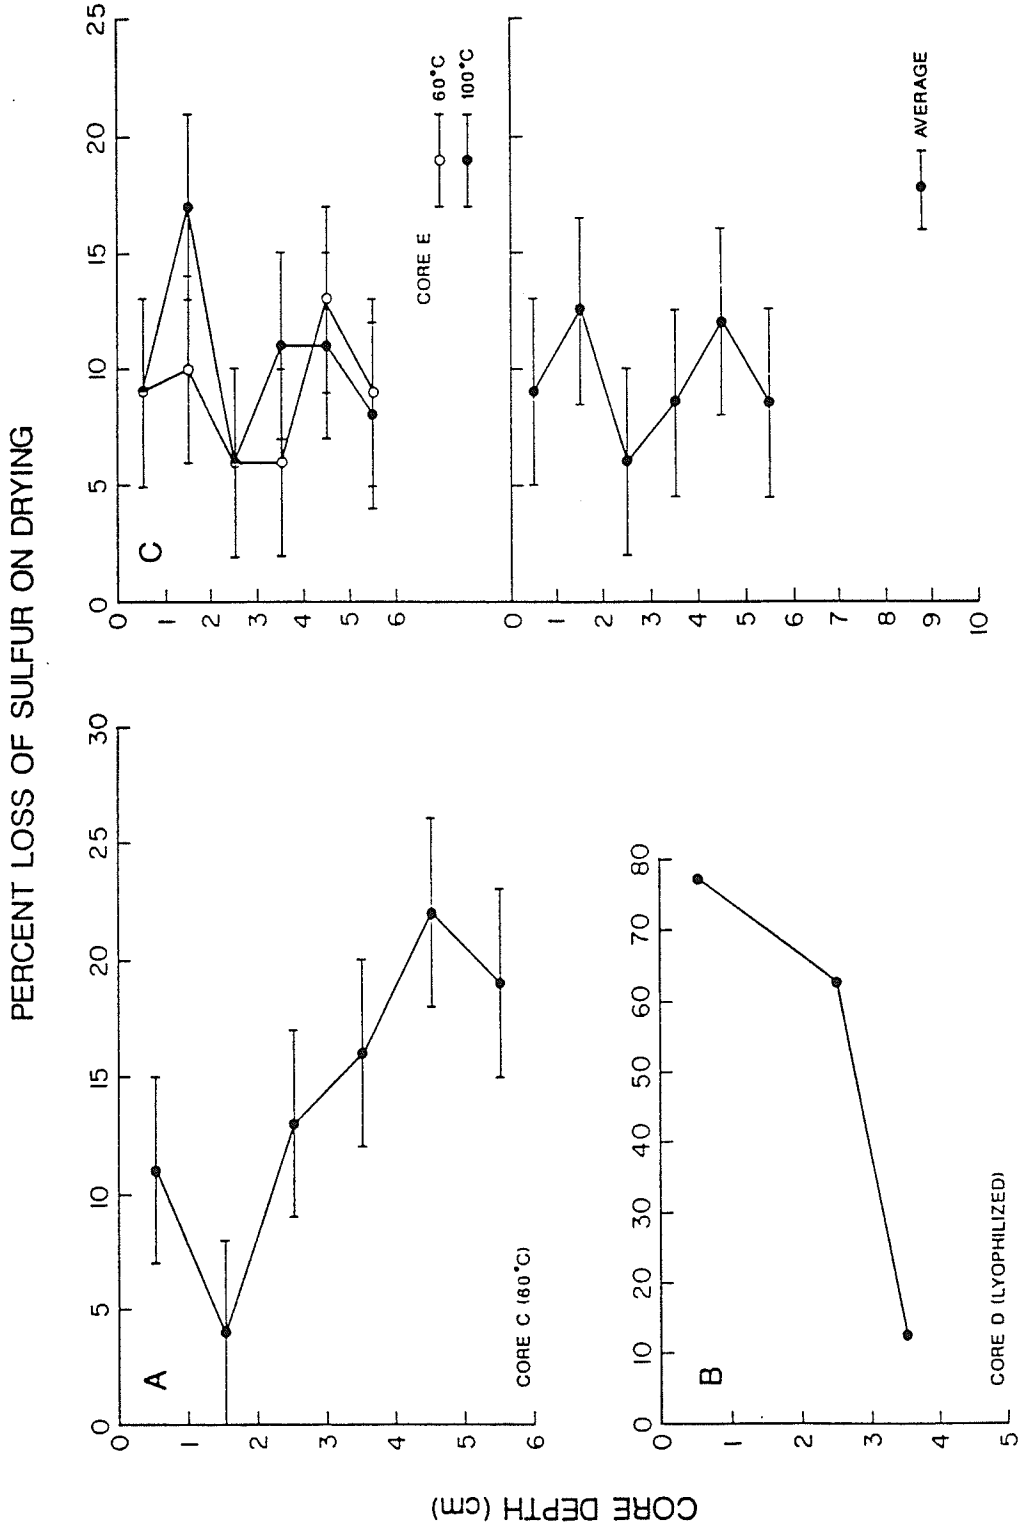 PERCENT LOSS OF SULFUR ON DRYING
CORE DEPTH (cm)
A
0 5 10 15 20 25 30
0
1
2
3
4
5
6
CORE C (60°C)
B
0 10 20 30 40 50 60 70 80
0
1
2
3
4
5
CORE D (LYOPHILIZED)
C
0 5 10 15 20 25
0
1
2
3
4
5
6
CORE E
60°C
100°C
0
1
2
3
4
5
6
7
8
9
10
AVERAGE